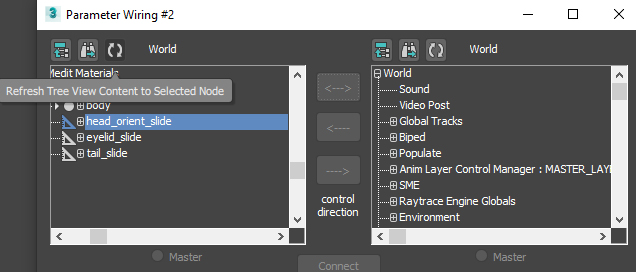 Parameter Wiring #2
World
World
Medit Materials
Refresh Tree View Content to Selected Node
body
head_orient_slide
eyelid_slide
tail_slide
<--->
<----
---->
control
direction
World
Sound
Video Post
Global Tracks
Biped
Populate
Anim Layer Control Manager : MASTER_LAY
SME
Raytrace Engine Globals
Environment
Master
Master
Connect